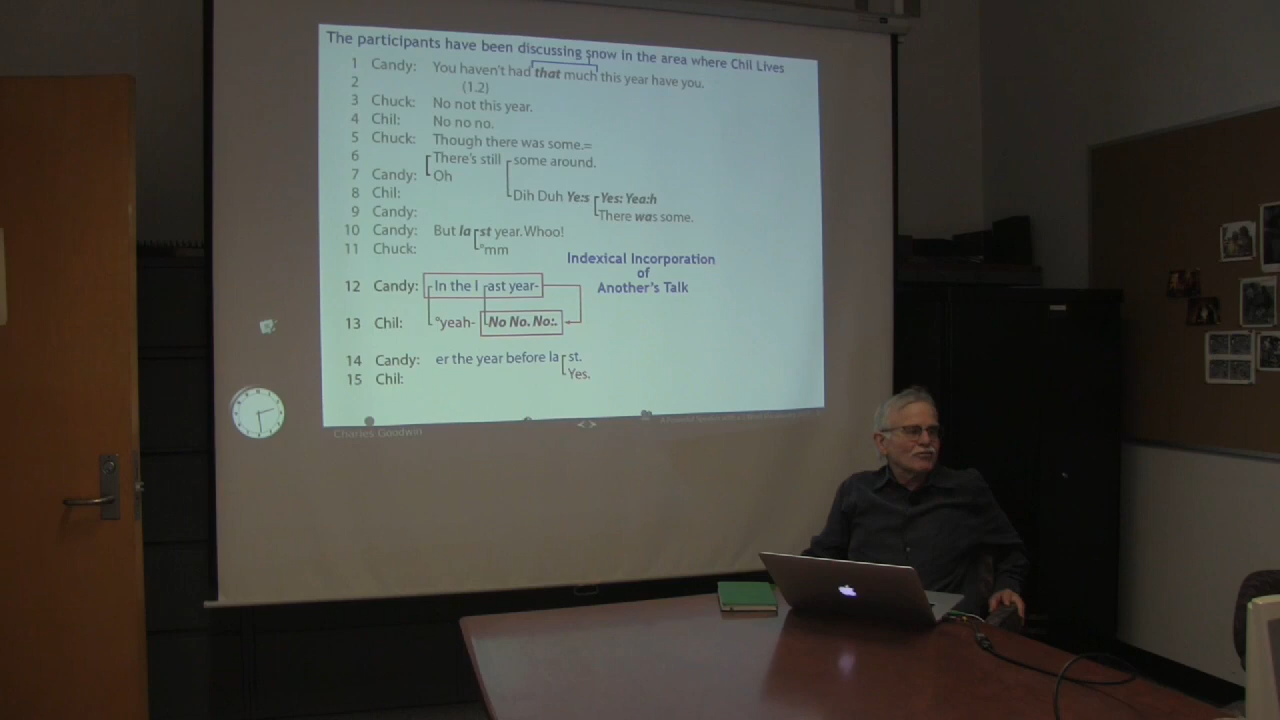 The participants have been discussing snow in the area where Chil Lives
1 Candy: You haven't had that much this year have you.
2 (1.2)
3 Chuck: No not this year.
4 Chil: No no no.
5 Chuck: Though there was some.=
6 There's still some around.
7 Candy: Oh
8 Chil: Dih Duh Ye:s Yes: Yea:h
9 Candy: There was some.
10 Candy: But last year. Whoo!
11 Chuck: °mm
Indexical Incorporation
of
Another's Talk
12 Candy: In the last year-
13 Chil: °yeah- No No. No:.
14 Candy: er the year before last.
15 Chil: Yes.
Charles Goodwin